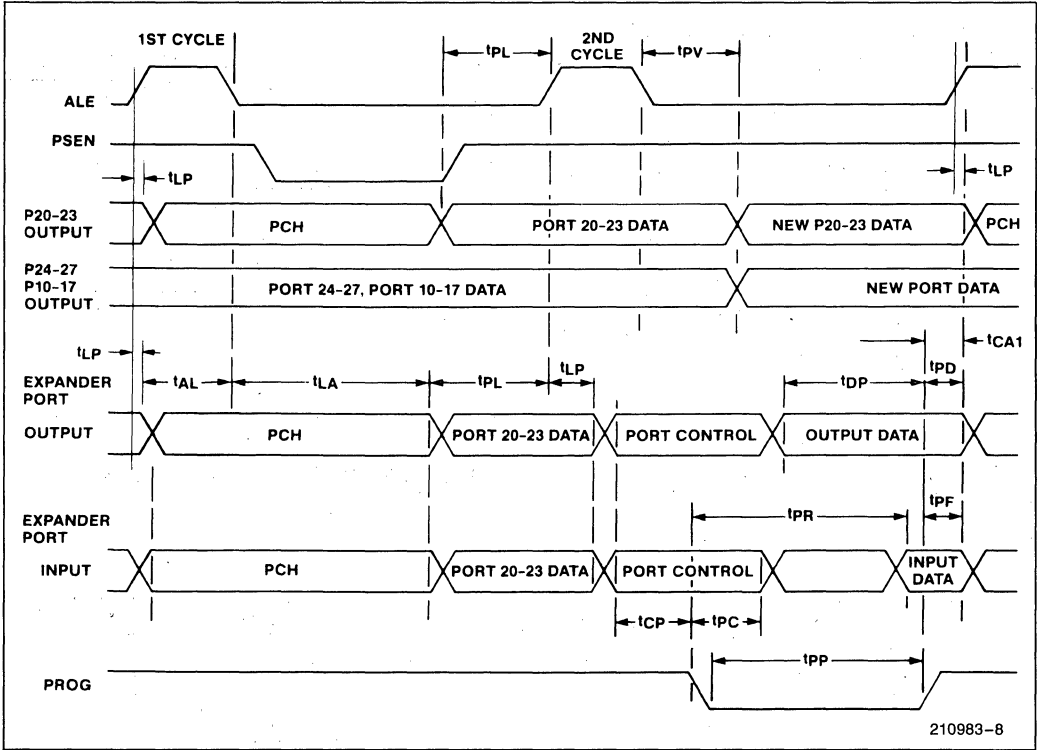 1ST CYCLE
tPL
2ND
CYCLE
tPV
ALE
PSEN
tLP
tLP
P20-23
OUTPUT
PCH
PORT 20-23 DATA
NEW P20-23 DATA
PCH
P24-27
P10-17
OUTPUT
PORT 24-27, PORT 10-17 DATA
NEW PORT DATA
tLP
tCA1
EXPANDER
PORT
OUTPUT
tAL
tLA
tPL
tLP
tDP
tPD
PCH
PORT 20-23 DATA
PORT CONTROL
OUTPUT DATA
EXPANDER
PORT
INPUT
tPR
tPF
PCH
PORT 20-23 DATA
PORT CONTROL
INPUT
DATA
tCP
tPC
PROG
tPP
210983-8